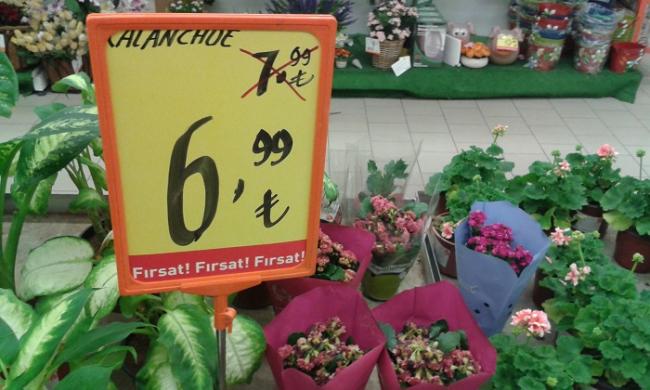 KALANCHOE
7,99 ₺
6,99 ₺
Fırsat! Fırsat! Fırsat!